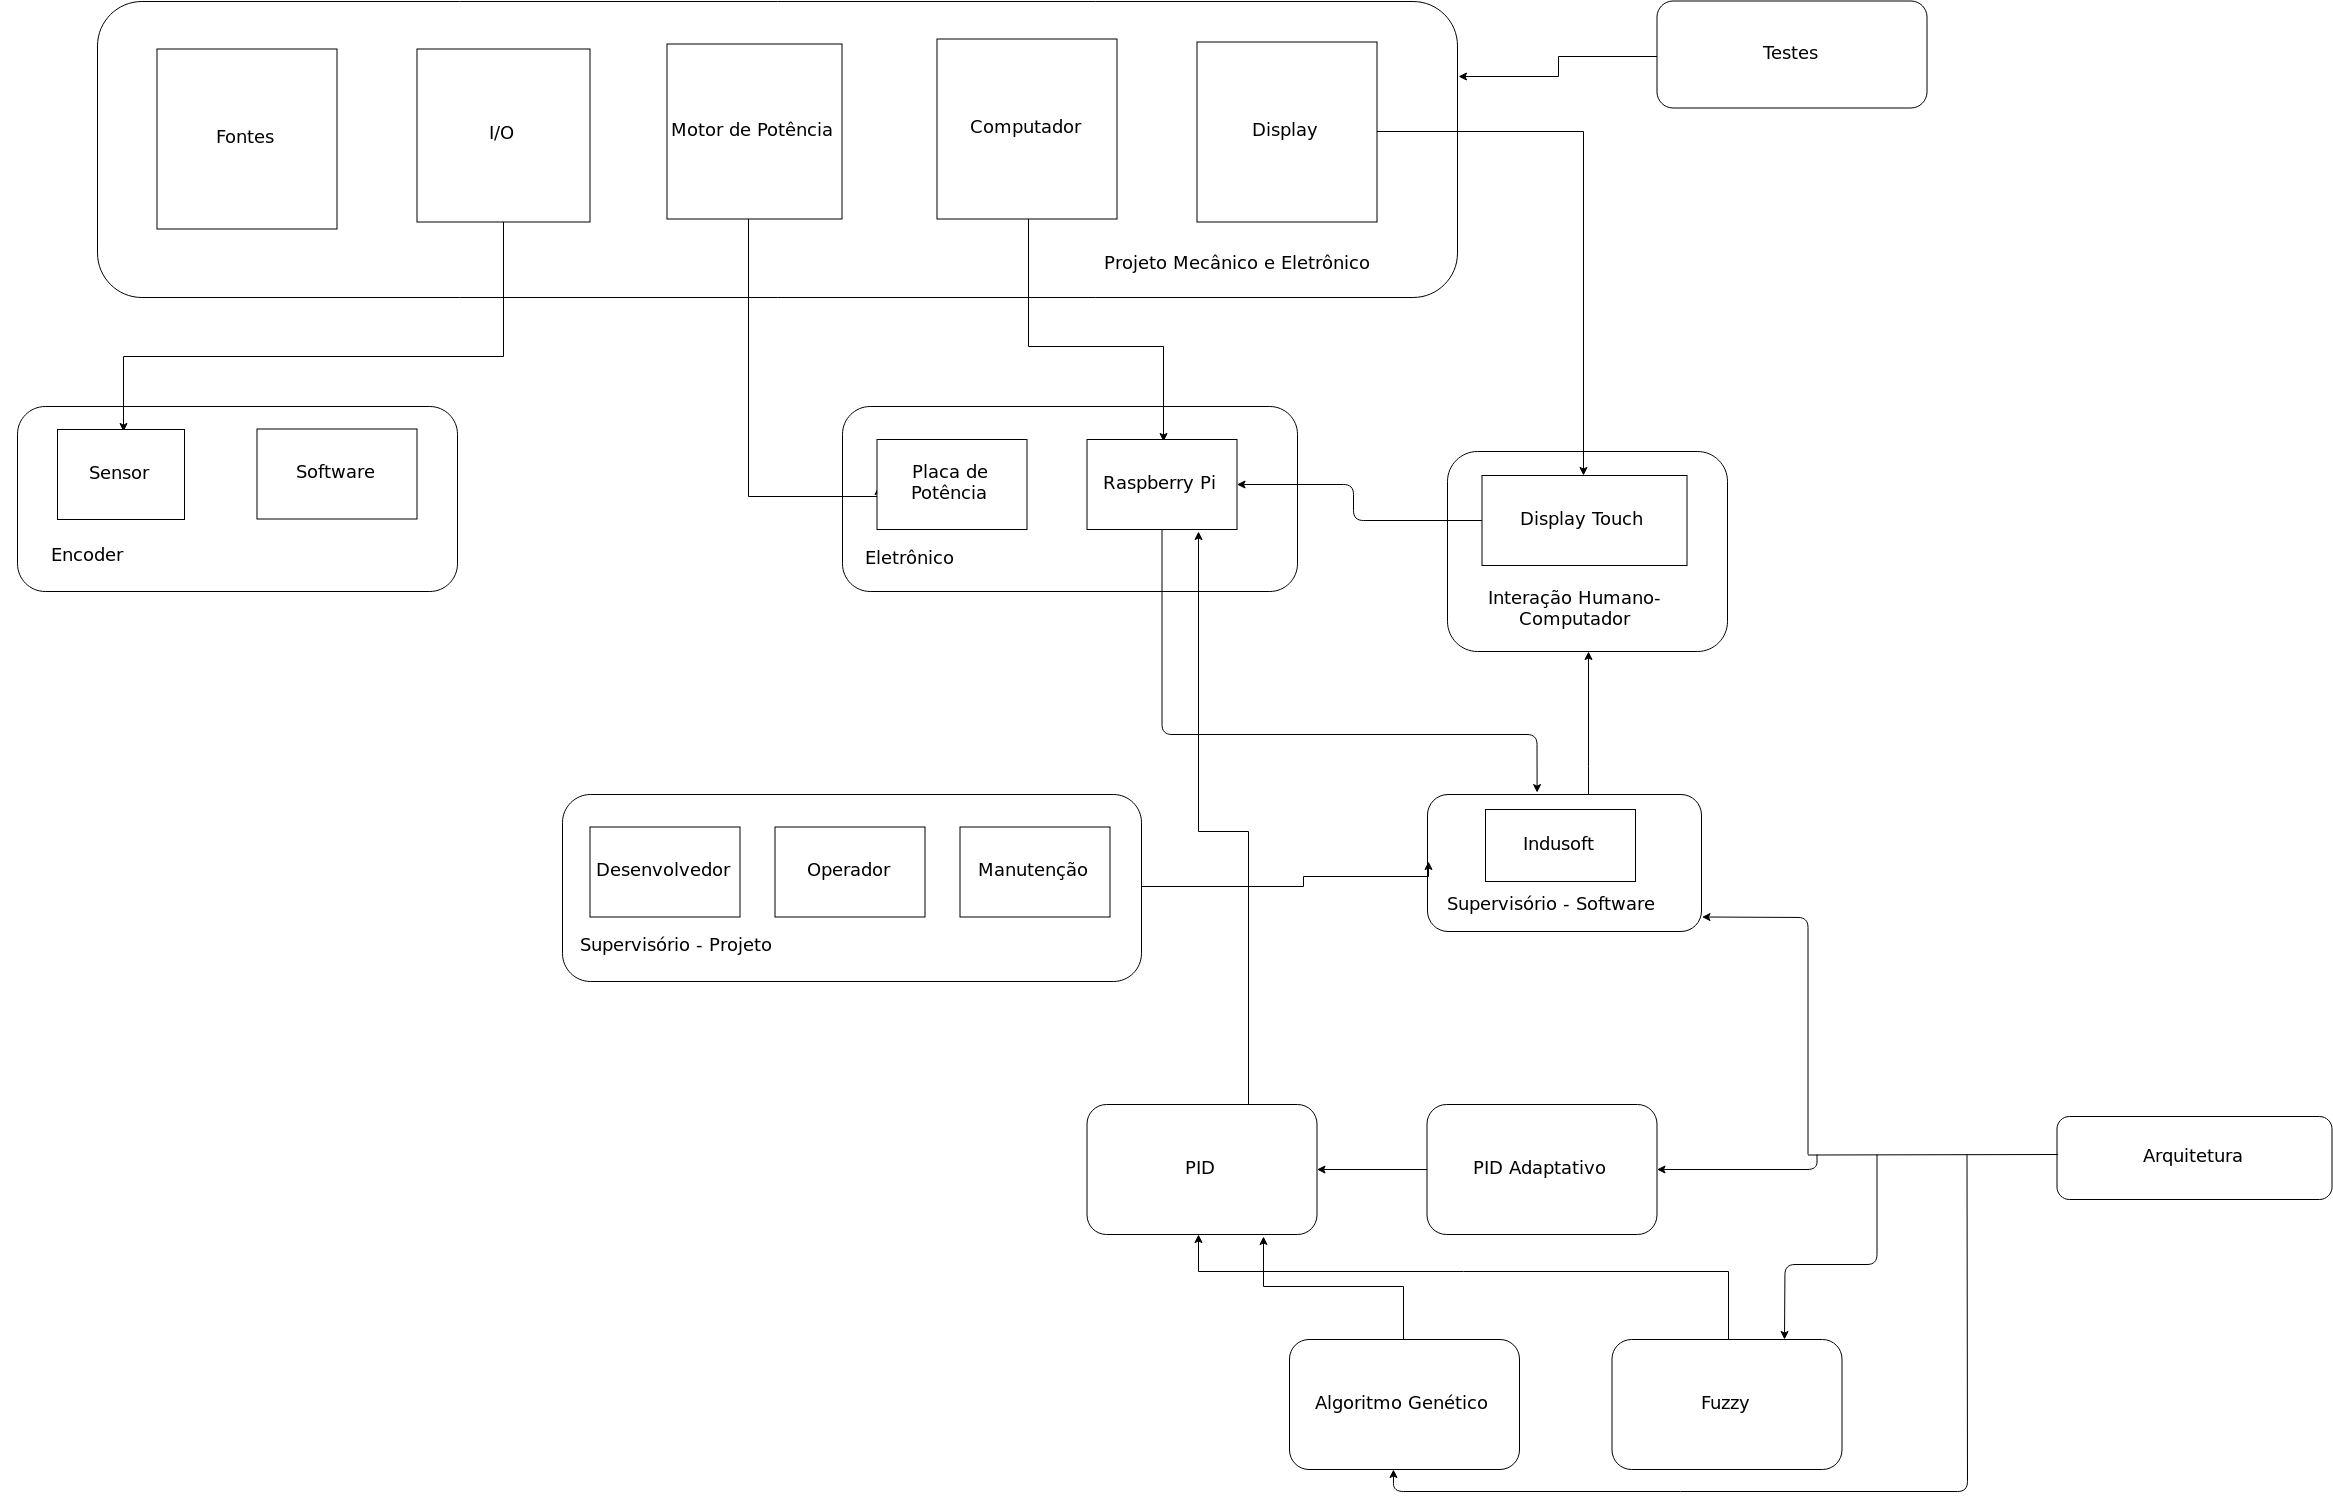 Testes
Fontes
I/O
Motor de Potência
Computador
Display
Projeto Mecânico e Eletrônico
Sensor
Software
Encoder
Placa de
Potência
Raspberry Pi
Eletrônico
Display Touch
Interação Humano-
Computador
Desenvolvedor
Operador
Manutenção
Supervisório - Projeto
Indusoft
Supervisório - Software
PID
PID Adaptativo
Arquitetura
Algoritmo Genético
Fuzzy